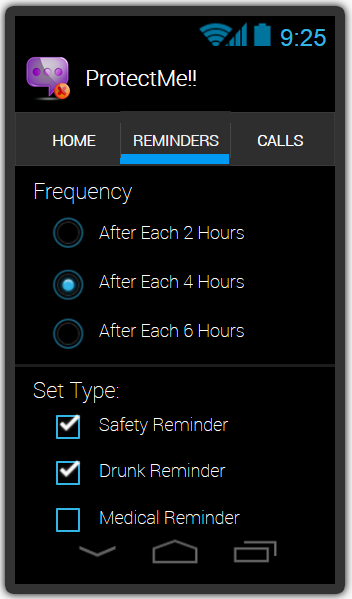 9:25
ProtectMe!!
HOME REMINDERS CALLS
Frequency
After Each 2 Hours
After Each 4 Hours
After Each 6 Hours
Set Type:
Safety Reminder
Drunk Reminder
Medical Reminder